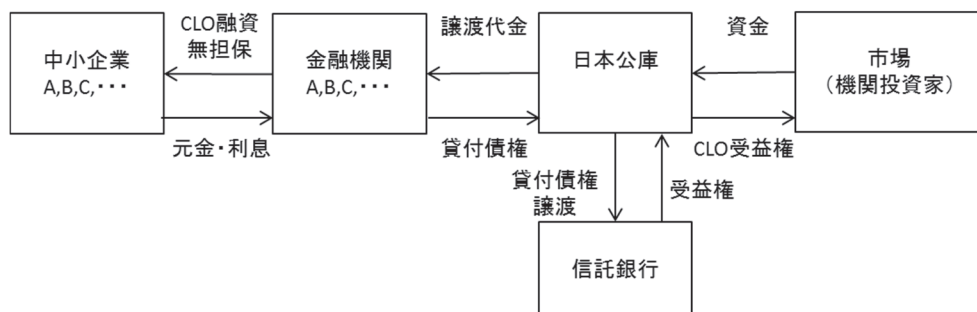 CLO融資
無担保
譲渡代金
資金
中小企業
A,B,C,・・・
金融機関
A,B,C,・・・
日本公庫
市場
（機関投資家）
元金・利息
貸付債権
CLO受益権
貸付債権
譲渡
受益権
信託銀行